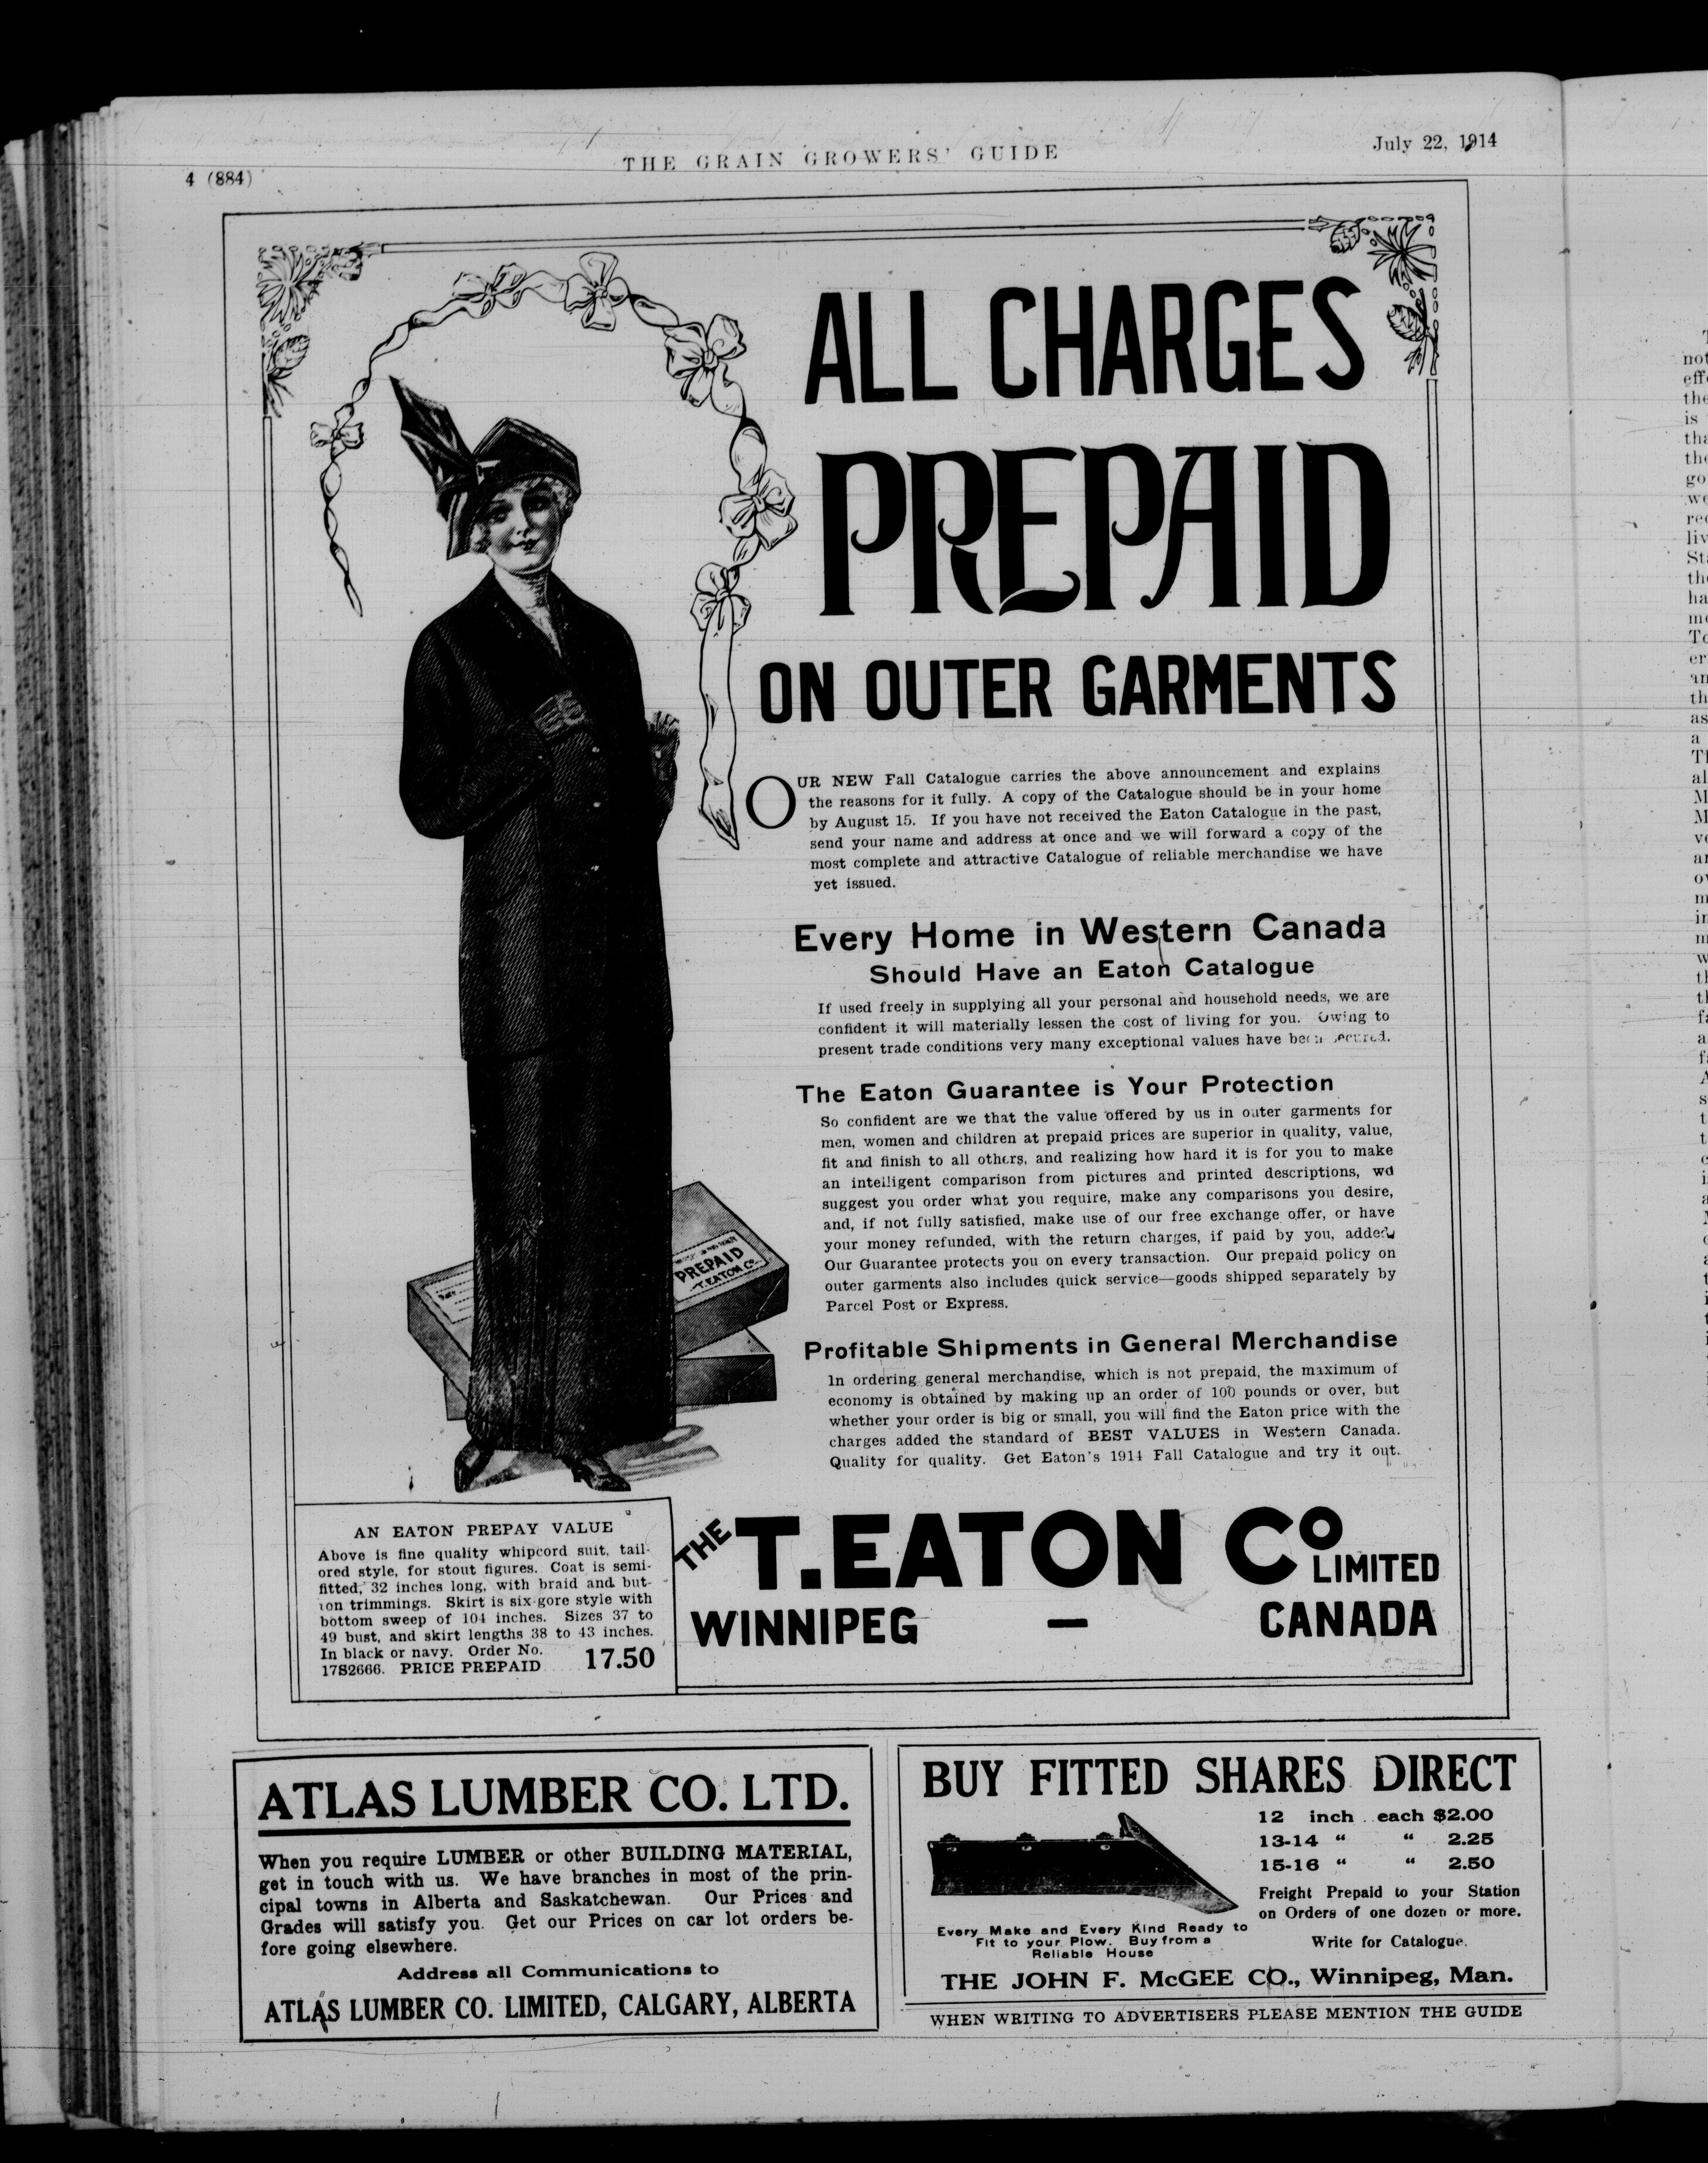 4 (884)
THE GRAIN GROWERS' GUIDE
July 22, 1914
ALL CHARGES
PREPAID
ON OUTER GARMENTS
OUR NEW Fall Catalogue carries the above announcement and explains
the reasons for it fully. A copy of the Catalogue should be in your home
by August 15. If you have not received the Eaton Catalogue in the past,
send your name and address at once and we will forward a copy of the
most complete and attractive Catalogue of reliable merchandise we have
yet issued.
Every Home in Western Canada
Should Have an Eaton Catalogue
If used freely in supplying all your personal and household needs, we are
confident it will materially lessen the cost of living for you. Owing to
present trade conditions very many exceptional values have been secured.
The Eaton Guarantee is Your Protection
So confident are we that the value offered by us in outer garments for
men, women and children at prepaid prices are superior in quality, value,
fit and finish to all others, and realizing how hard it is for you to make
an intelligent comparison from pictures and printed descriptions, we
suggest you order what you require, make any comparisons you desire,
and, if not fully satisfied, make use of our free exchange offer, or have
your money refunded, with the return charges, if paid by you, added.
Our Guarantee protects you on every transaction. Our prepaid policy on
outer garments also includes quick service—goods shipped separately by
Parcel Post or Express.
Profitable Shipments in General Merchandise
In ordering general merchandise, which is not prepaid, the maximum of
economy is obtained by making up an order of 100 pounds or over, but
whether your order is big or small, you will find the Eaton price with the
charges added the standard of BEST VALUES in Western Canada.
Quality for quality. Get Eaton's 1914 Fall Catalogue and try it out.
PREPAID
T. EATON Co
AN EATON PREPAY VALUE
Above is fine quality whipcord suit, tail-
ored style, for stout figures. Coat is semi-
fitted, 32 inches long, with braid and but-
ton trimmings. Skirt is six-gore style with
bottom sweep of 104 inches. Sizes 37 to
49 bust, and skirt lengths 38 to 43 inches.
In black or navy. Order No.
17S2666. PRICE PREPAID 17.50
THE T. EATON Co LIMITED
WINNIPEG — CANADA
ATLAS LUMBER CO. LTD.
When you require LUMBER or other BUILDING MATERIAL,
get in touch with us. We have branches in most of the prin-
cipal towns in Alberta and Saskatchewan. Our Prices and
Grades will satisfy you. Get our Prices on car lot orders be-
fore going elsewhere.
Address all Communications to
ATLAS LUMBER CO. LIMITED, CALGARY, ALBERTA
BUY FITTED SHARES DIRECT
12 inch each $2.00
13-14 " " 2.25
15-16 " " 2.50
Freight Prepaid to your Station
on Orders of one dozen or more.
Write for Catalogue.
Every Make and Every Kind Ready to
Fit to your Plow. Buy from a
Reliable House
THE JOHN F. McGEE CO., Winnipeg, Man.
WHEN WRITING TO ADVERTISERS PLEASE MENTION THE GUIDE